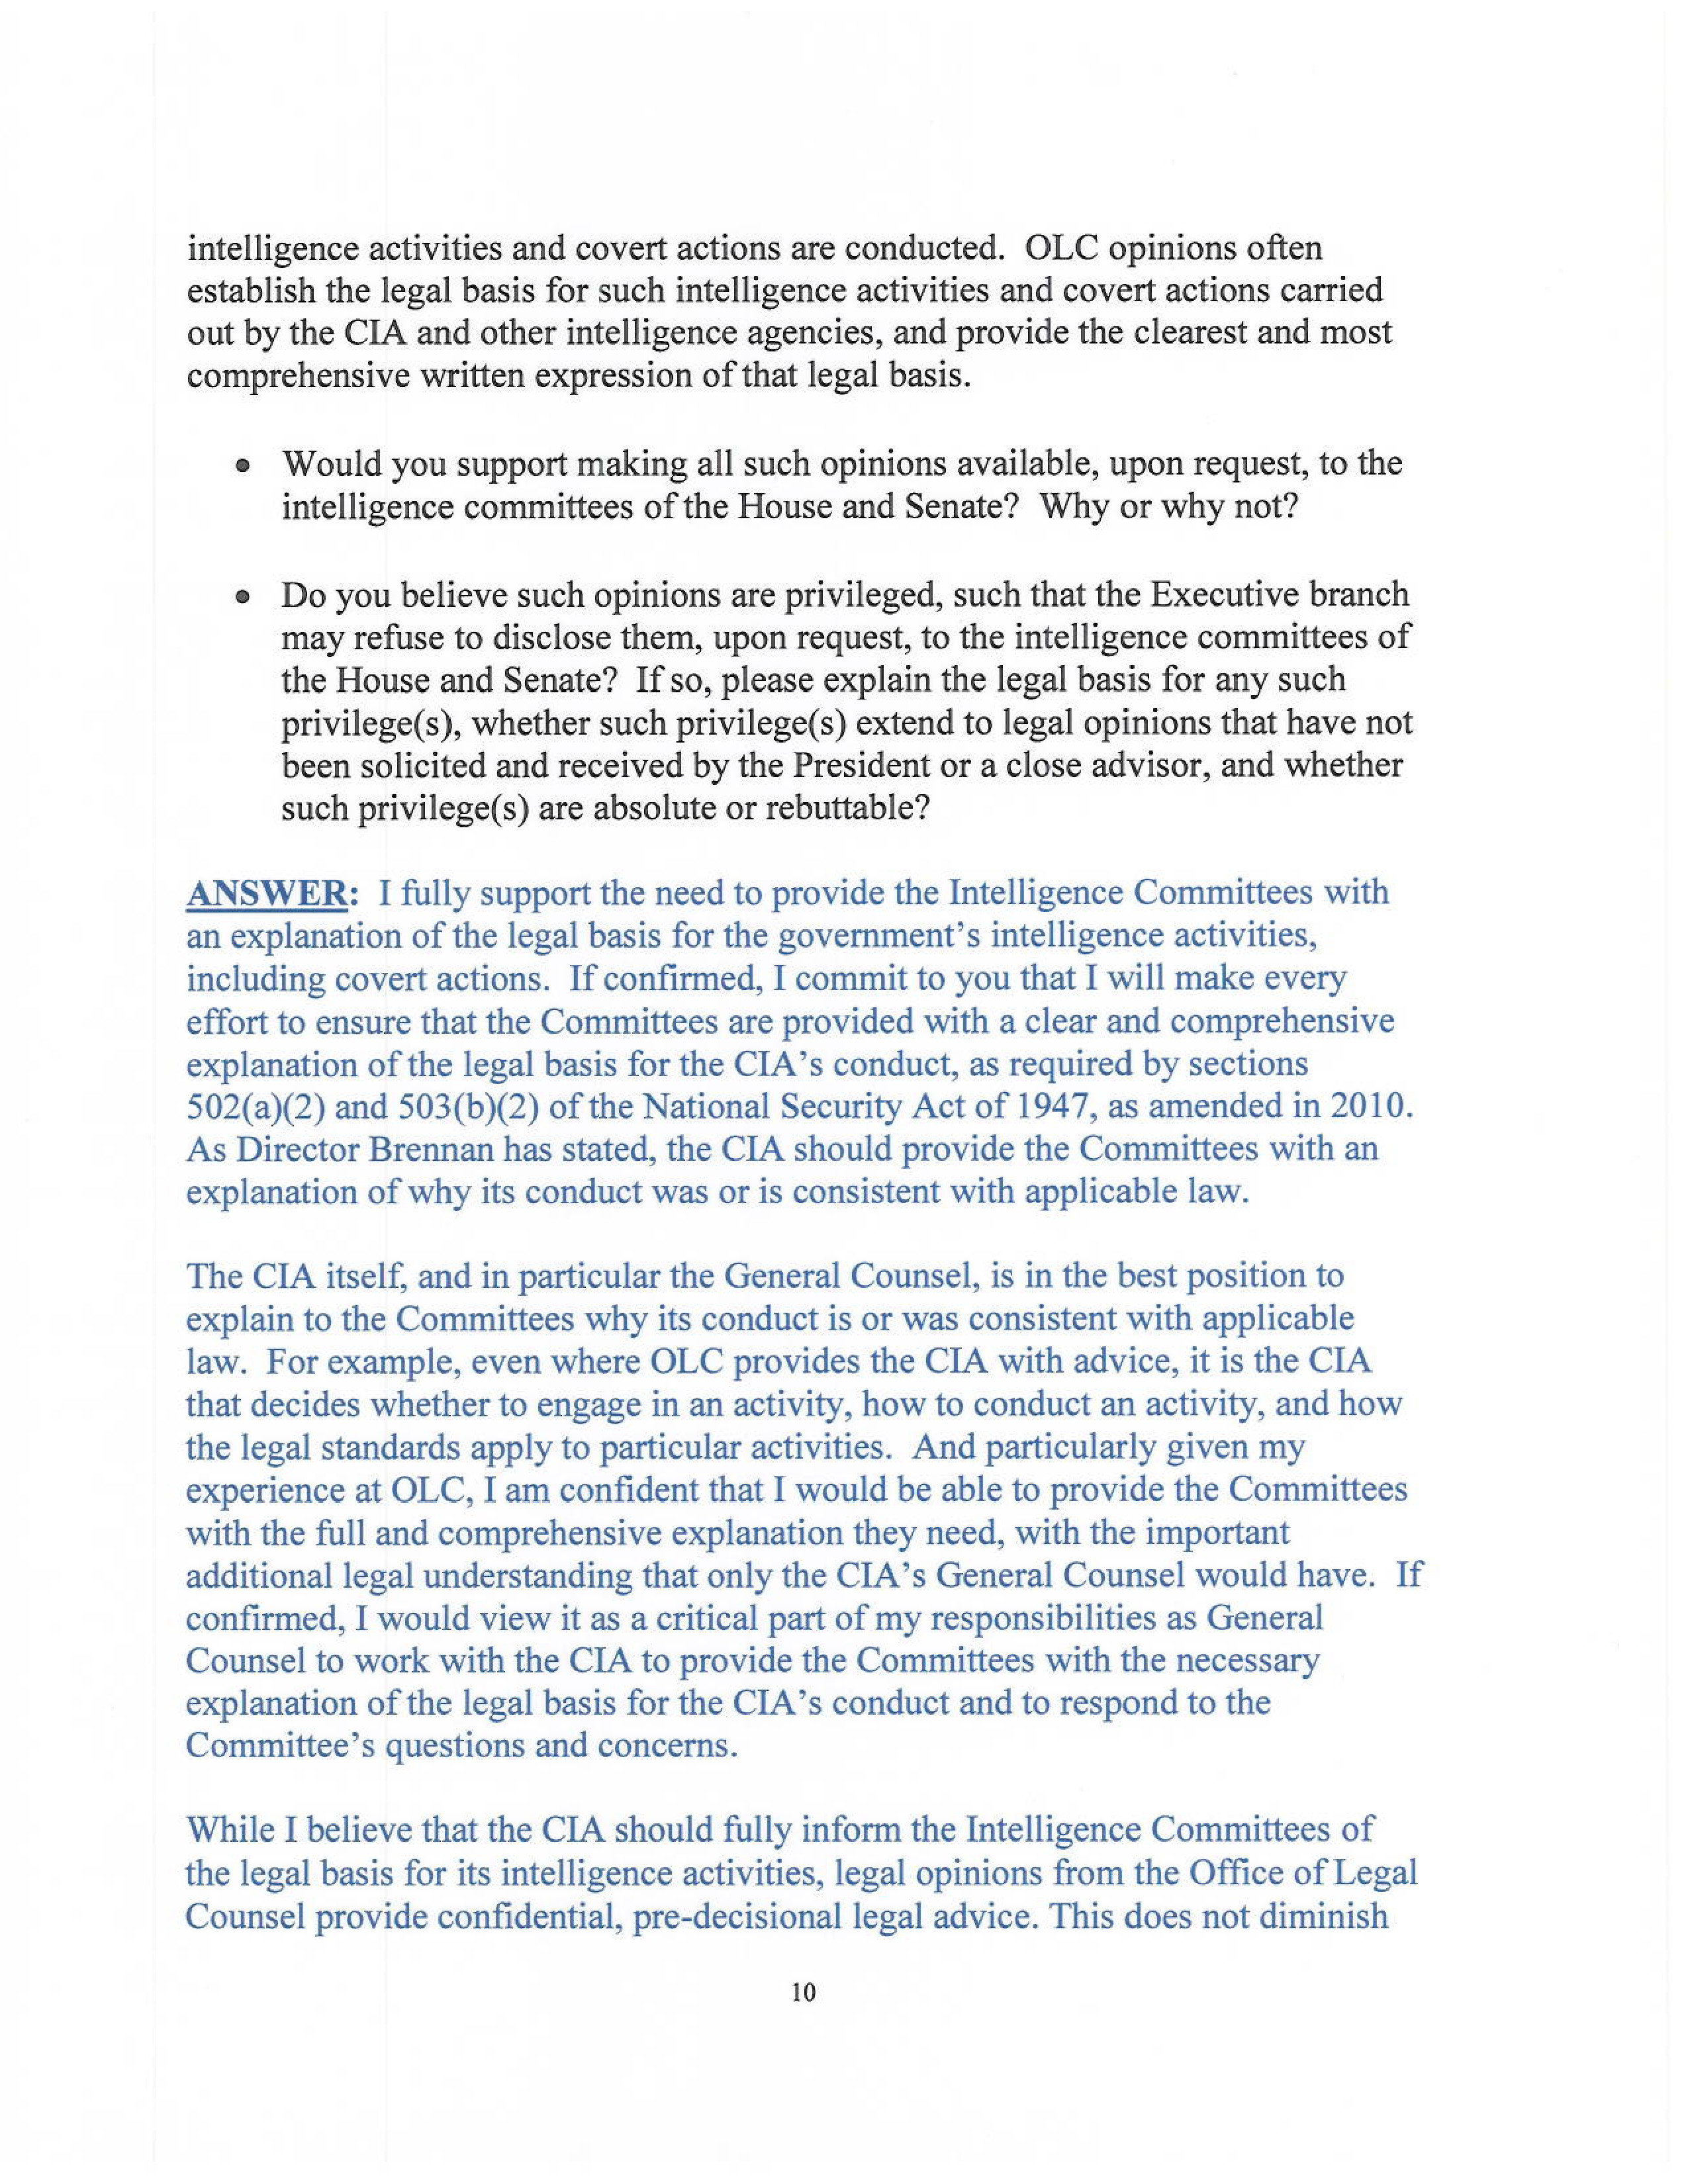 intelligence activities and covert actions are conducted.  OLC opinions often
establish the legal basis for such intelligence activities and covert actions carried
out by the CIA and other intelligence agencies, and provide the clearest and most
comprehensive written expression of that legal basis.
• Would you support making all such opinions available, upon request, to the
intelligence committees of the House and Senate?  Why or why not?
• Do you believe such opinions are privileged, such that the Executive branch
may refuse to disclose them, upon request, to the intelligence committees of
the House and Senate?  If so, please explain the legal basis for any such
privilege(s), whether such privilege(s) extend to legal opinions that have not
been solicited and received by the President or a close advisor, and whether
such privilege(s) are absolute or rebuttable?
ANSWER:  I fully support the need to provide the Intelligence Committees with
an explanation of the legal basis for the government's intelligence activities,
including covert actions.  If confirmed, I commit to you that I will make every
effort to ensure that the Committees are provided with a clear and comprehensive
explanation of the legal basis for the CIA's conduct, as required by sections
502(a)(2) and 503(b)(2) of the National Security Act of 1947, as amended in 2010.
As Director Brennan has stated, the CIA should provide the Committees with an
explanation of why its conduct was or is consistent with applicable law.
The CIA itself, and in particular the General Counsel, is in the best position to
explain to the Committees why its conduct is or was consistent with applicable
law.  For example, even where OLC provides the CIA with advice, it is the CIA
that decides whether to engage in an activity, how to conduct an activity, and how
the legal standards apply to particular activities.  And particularly given my
experience at OLC, I am confident that I would be able to provide the Committees
with the full and comprehensive explanation they need, with the important
additional legal understanding that only the CIA's General Counsel would have.  If
confirmed, I would view it as a critical part of my responsibilities as General
Counsel to work with the CIA to provide the Committees with the necessary
explanation of the legal basis for the CIA's conduct and to respond to the
Committee's questions and concerns.
While I believe that the CIA should fully inform the Intelligence Committees of
the legal basis for its intelligence activities, legal opinions from the Office of Legal
Counsel provide confidential, pre-decisional legal advice. This does not diminish
10